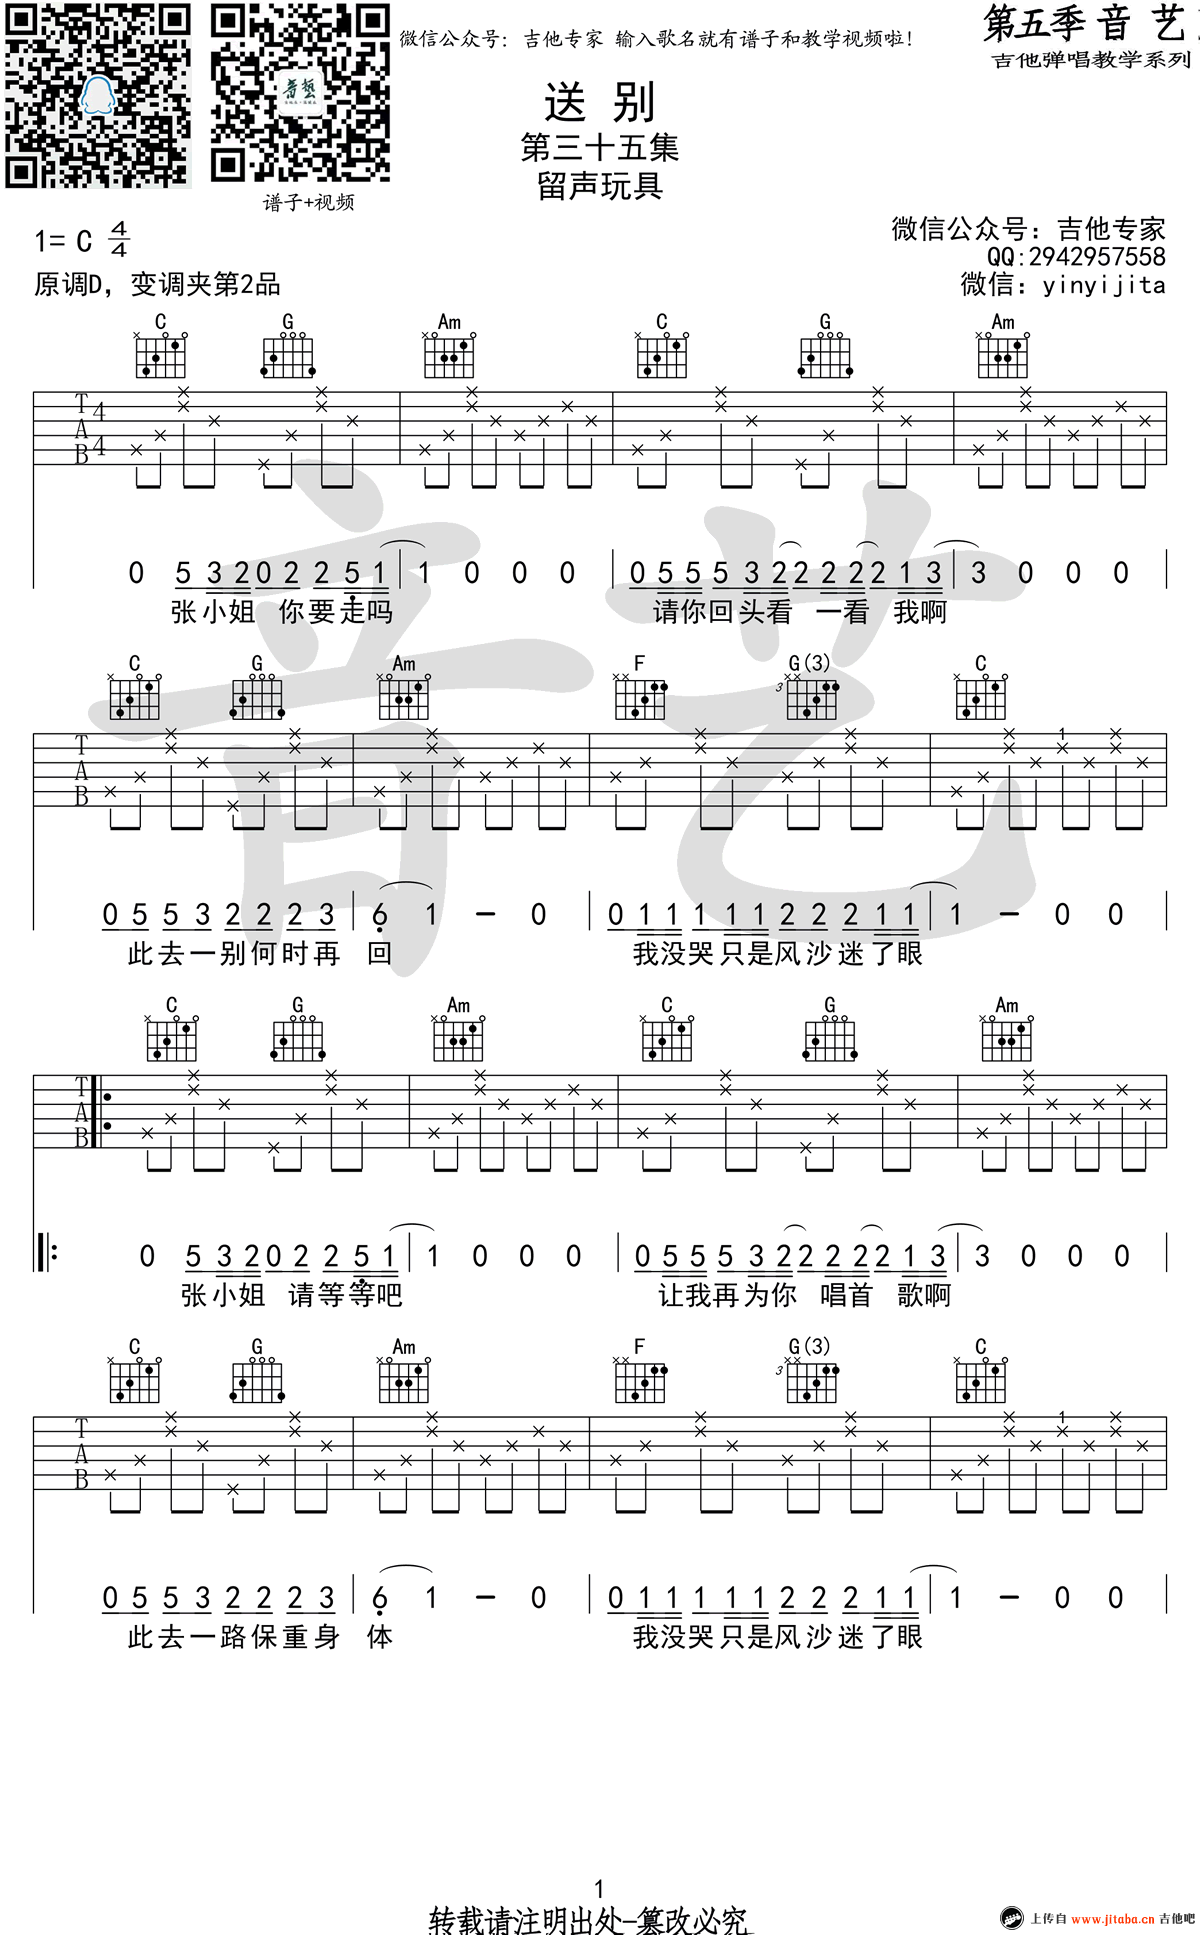 微信公众号：吉他专家 输入歌名就有谱子和教学视频啦！
第五季 音 艺
吉他弹唱教学系列
送 别
第三十五集
留声玩具
谱子+视频
1= C 4/4
原调D，变调夹第2品
微信公众号：吉他专家
QQ:2942957558
微信：yinyijita
C G Am C G Am
T A B 4 4
0 5 3 2 0 2 2 5 1 1 0 0 0 0 5 5 5 3 2 2 2 2 2 1 3 3 0 0 0
张小姐 你要走吗 请你回头看 一看 我啊
C G Am F G(3) C
3
1
T A B
0 5 5 3 2 2 2 3 6 1 - 0 0 1 1 1 1 1 2 2 2 1 1 1 - 0 0
此去一别何时再 回 我没哭只是风沙迷了眼
C G Am C G Am
T A B
0 5 3 2 0 2 2 5 1 1 0 0 0 0 5 5 5 3 2 2 2 2 2 1 3 3 0 0 0
张小姐 请等等吧 让我再为你 唱首 歌啊
C G Am F G(3) C
3
1
T A B
0 5 5 3 2 2 2 3 6 1 - 0 0 1 1 1 1 1 2 2 2 1 1 1 - 0 0
此去一路保重身 体 我没哭只是风沙迷了眼
音艺
1
转载请注明出处-篡改必究
上传自 www.jitaba.cn 吉他吧